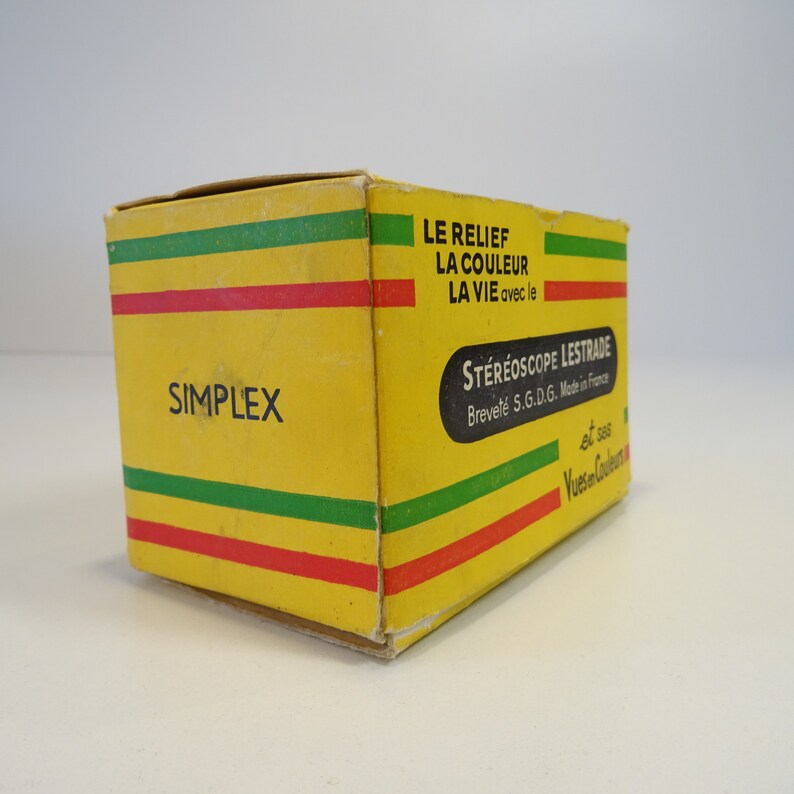 SIMPLEX
LE RELIEF
LA COULEUR
LA VIE avec le
STÉRÉOSCOPE LESTRADE
Breveté S.G.D.G. Made in France
et ses
Vues en Couleurs